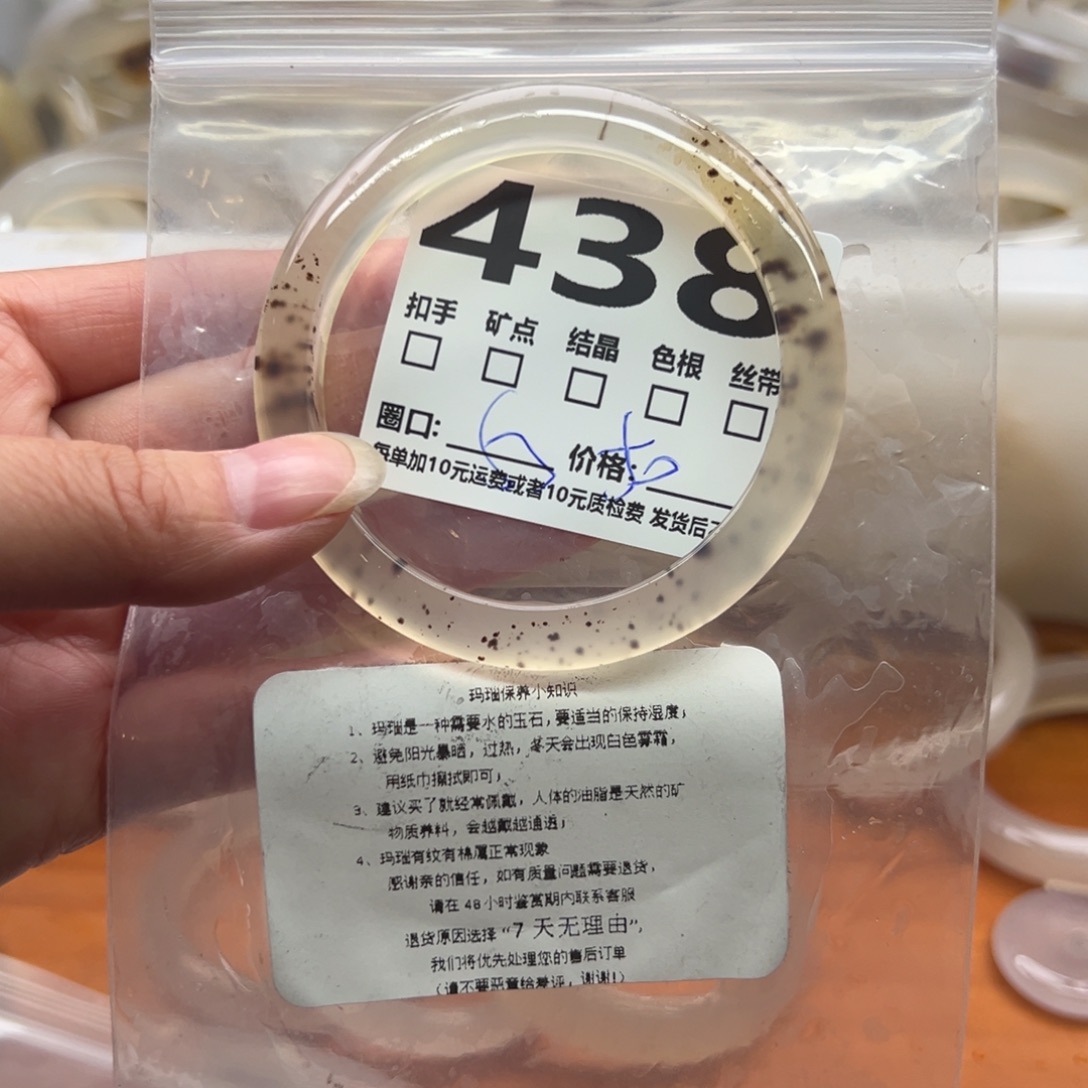 438
扣手 矿点 结晶 色根 丝带
圈口: 价格:
每单加10元运费或者10元质检费 发货后
玛瑙保养小知识
1、玛瑙是一种需要水的玉石，要适当的保持湿度；
2、避免阳光暴晒，过热，冬天会出现白色雾霜，
用纸巾擦拭即可；
3、建议买了就经常佩戴，人体的油脂是天然的矿
物质养料，会越戴越通透；
4、玛瑙有纹有棉属正常现象
感谢亲的信任，如有质量问题需要退货，
请在 48 小时鉴赏期内联系客服
退货原因选择“7 天无理由”，
我们将优先处理您的售后订单
（请不要恶意给差评，谢谢！）